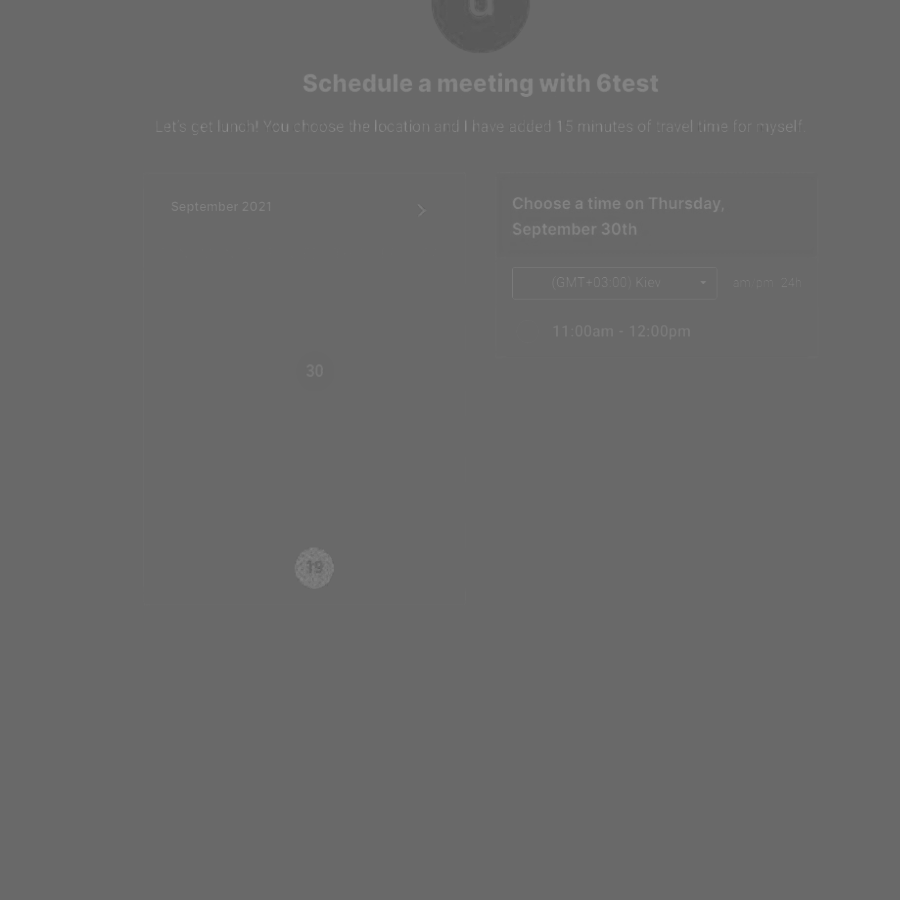 Schedule a meeting with 6test
Let's get lunch! You choose the location and I have added 15 minutes of travel time for myself
September 2021
Choose a time on Thursday,
September 30th
(GMT+03:00) Kiev
am pm 24h
11:00am - 12:00pm
30
19